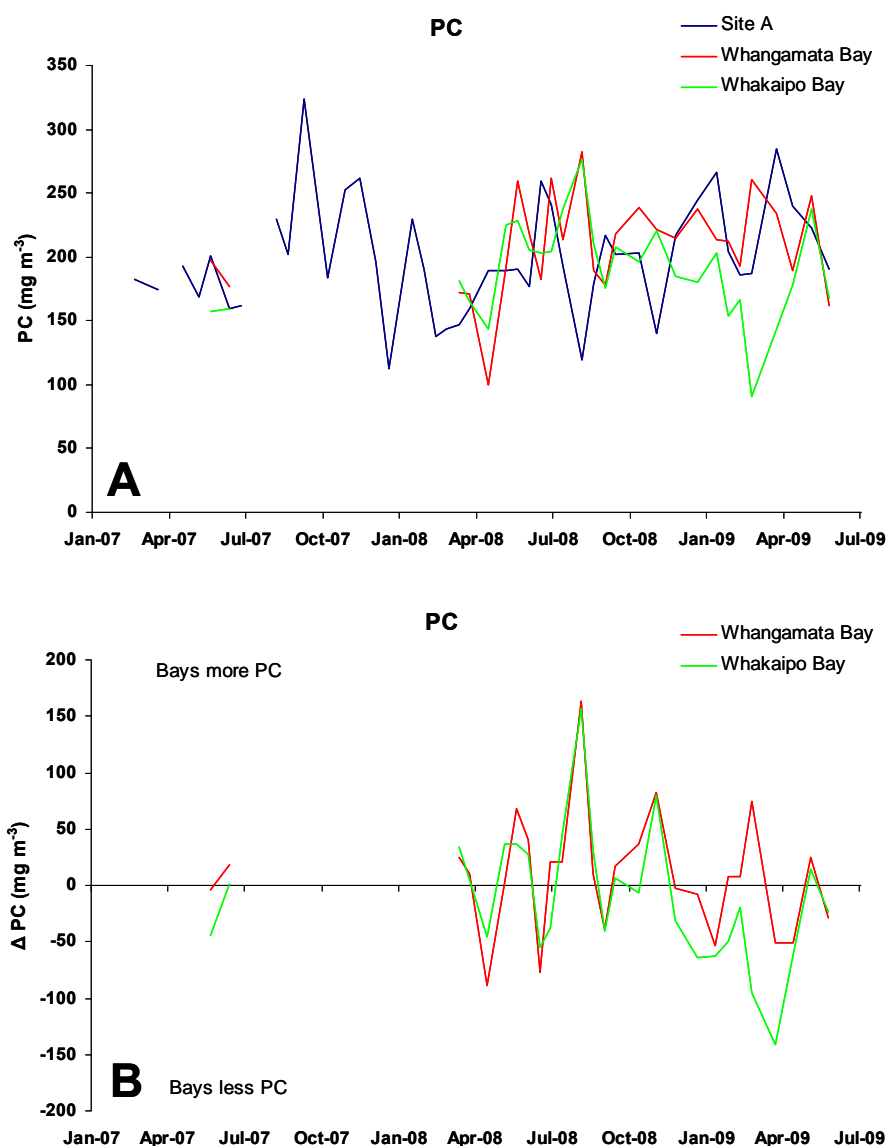 PC
Site A
Whangamata Bay
Whakaipo Bay
350
300
250
200
150
100
50
0
PC (mg m⁻³)
A
Jan-07 Apr-07 Jul-07 Oct-07 Jan-08 Apr-08 Jul-08 Oct-08 Jan-09 Apr-09 Jul-09
PC
Whangamata Bay
Whakaipo Bay
Bays more PC
200
150
100
50
0
-50
-100
-150
-200
Δ PC (mg m⁻³)
B
Bays less PC
Jan-07 Apr-07 Jul-07 Oct-07 Jan-08 Apr-08 Jul-08 Oct-08 Jan-09 Apr-09 Jul-09